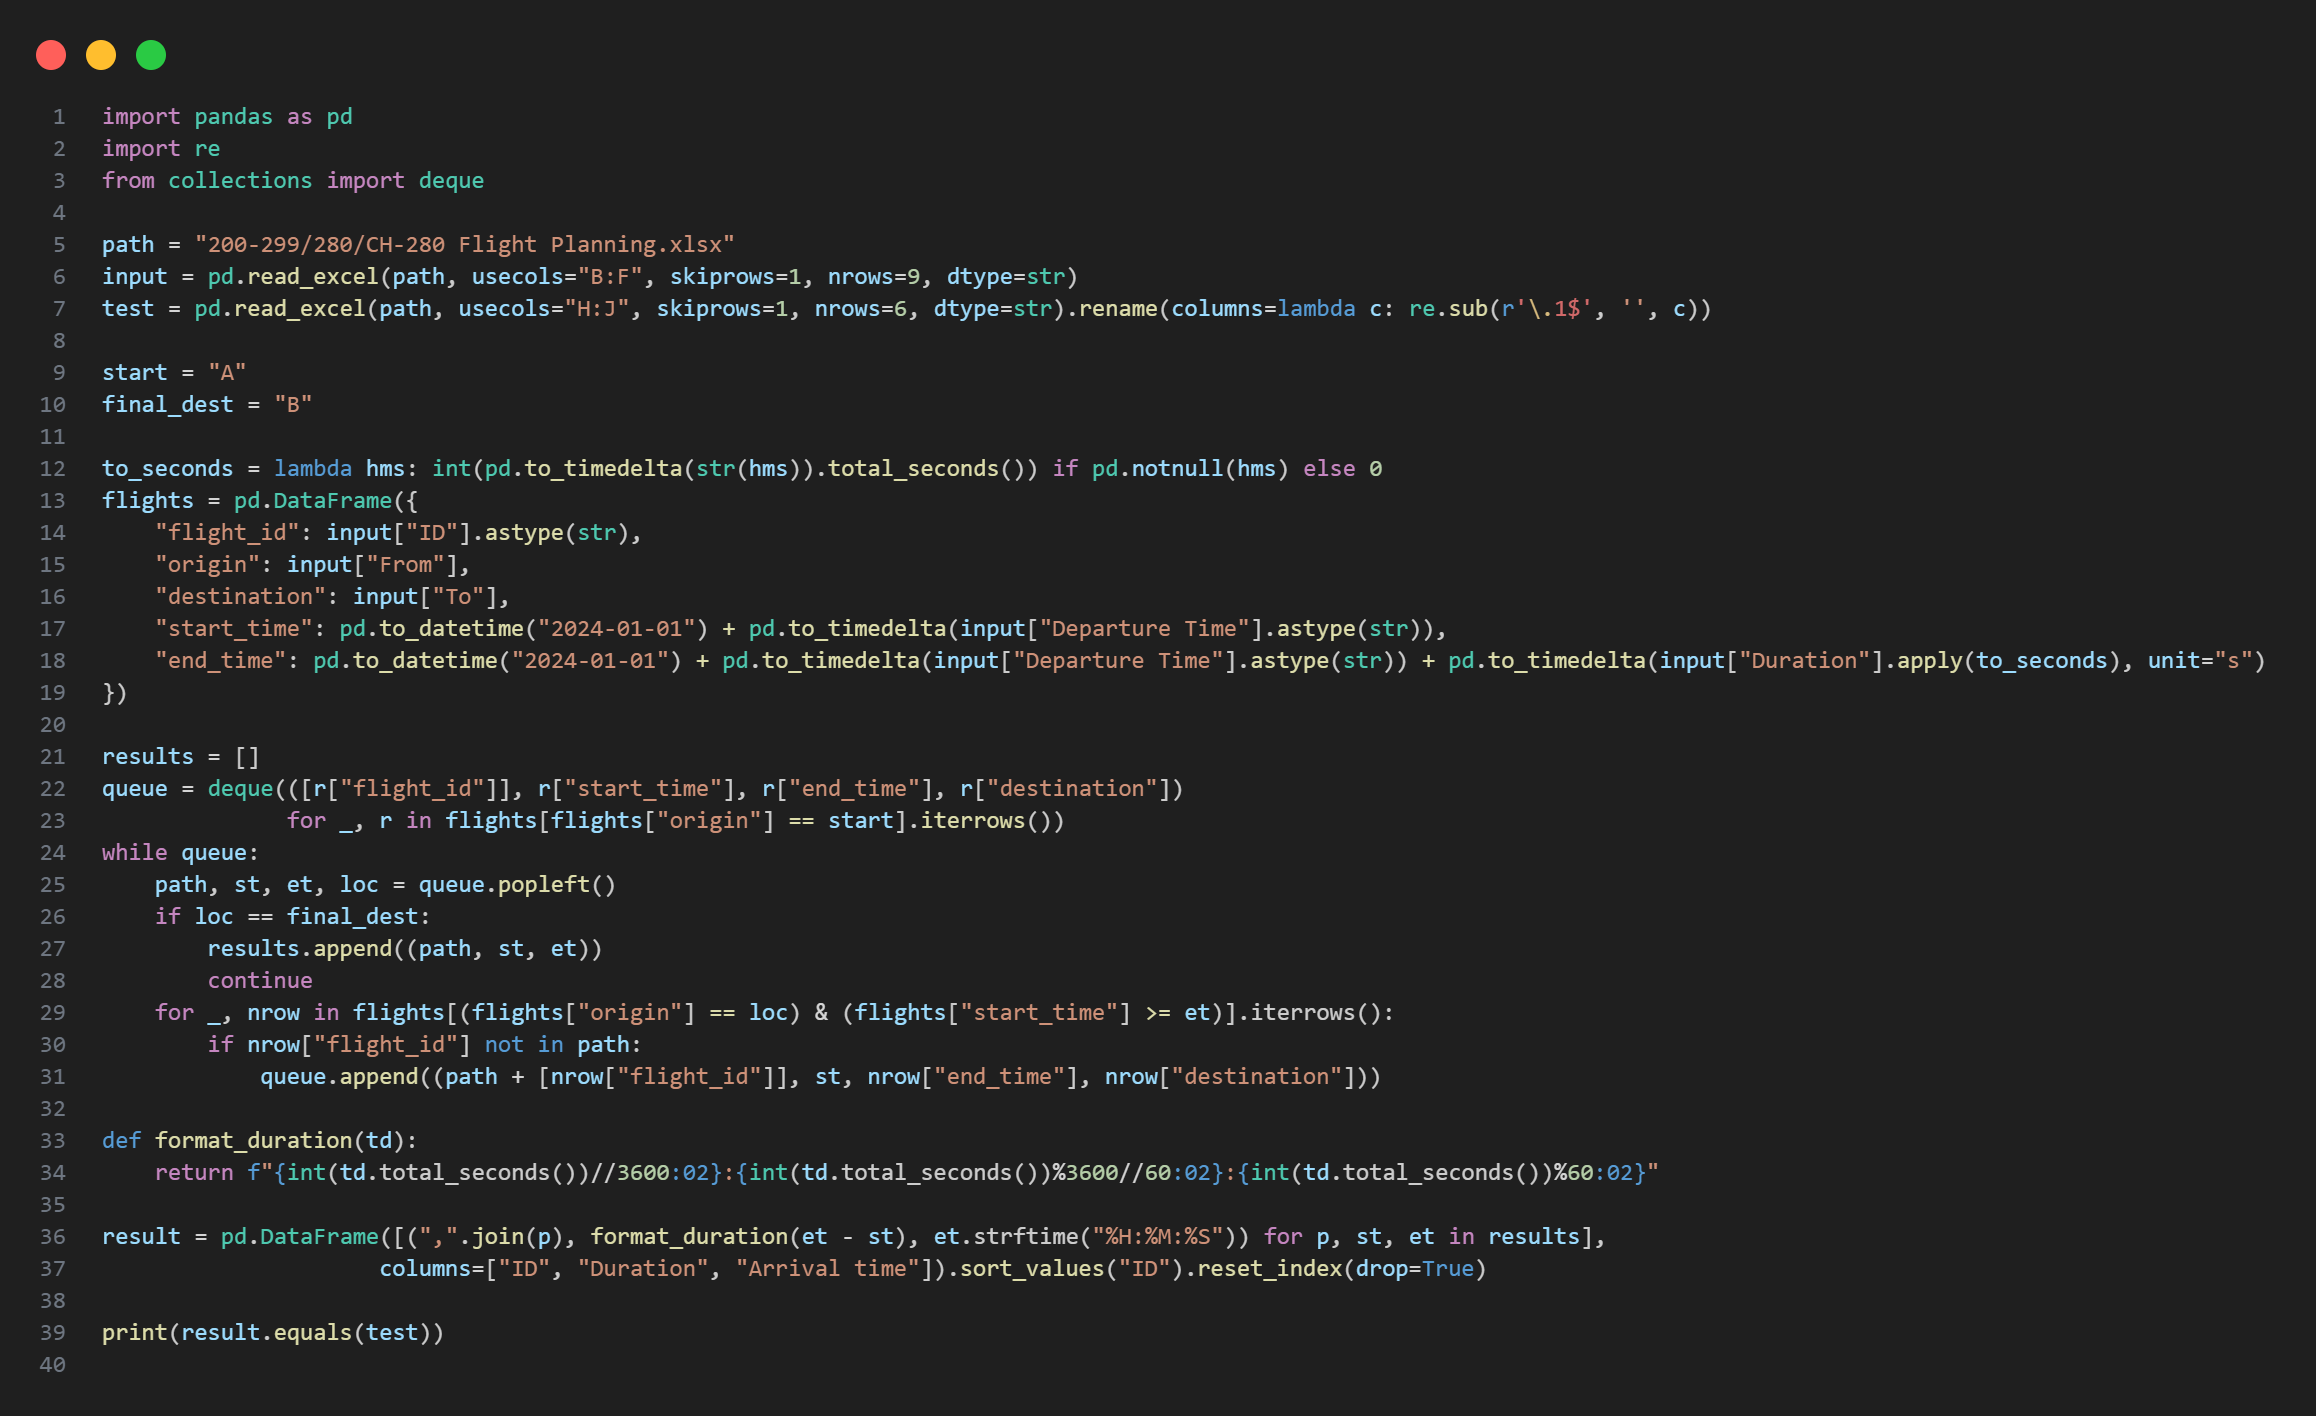 1 import pandas as pd
2 import re
3 from collections import deque
4
5 path = "200-299/280/CH-280 Flight Planning.xlsx"
6 input = pd.read_excel(path, usecols="B:F", skiprows=1, nrows=9, dtype=str)
7 test = pd.read_excel(path, usecols="H:J", skiprows=1, nrows=6, dtype=str).rename(columns=lambda c: re.sub(r'\.1$', '', c))
8
9 start = "A"
10 final_dest = "B"
11
12 to_seconds = lambda hms: int(pd.to_timedelta(str(hms)).total_seconds()) if pd.notnull(hms) else 0
13 flights = pd.DataFrame({
14     "flight_id": input["ID"].astype(str),
15     "origin": input["From"],
16     "destination": input["To"],
17     "start_time": pd.to_datetime("2024-01-01") + pd.to_timedelta(input["Departure Time"].astype(str)),
18     "end_time": pd.to_datetime("2024-01-01") + pd.to_timedelta(input["Departure Time"].astype(str)) + pd.to_timedelta(input["Duration"].apply(to_seconds), unit="s")
19 })
20
21 results = []
22 queue = deque(([r["flight_id"]], r["start_time"], r["end_time"], r["destination"])
23               for _, r in flights[flights["origin"] == start].iterrows())
24 while queue:
25     path, st, et, loc = queue.popleft()
26     if loc == final_dest:
27         results.append((path, st, et))
28         continue
29     for _, nrow in flights[(flights["origin"] == loc) & (flights["start_time"] >= et)].iterrows():
30         if nrow["flight_id"] not in path:
31             queue.append((path + [nrow["flight_id"]], st, nrow["end_time"], nrow["destination"]))
32
33 def format_duration(td):
34     return f"{int(td.total_seconds())//3600:02}:{int(td.total_seconds())%3600//60:02}:{int(td.total_seconds())%60:02}"
35
36 result = pd.DataFrame([(",".join(p), format_duration(et - st), et.strftime("%H:%M:%S")) for p, st, et in results],
37                      columns=["ID", "Duration", "Arrival time"]).sort_values("ID").reset_index(drop=True)
38
39 print(result.equals(test))
40